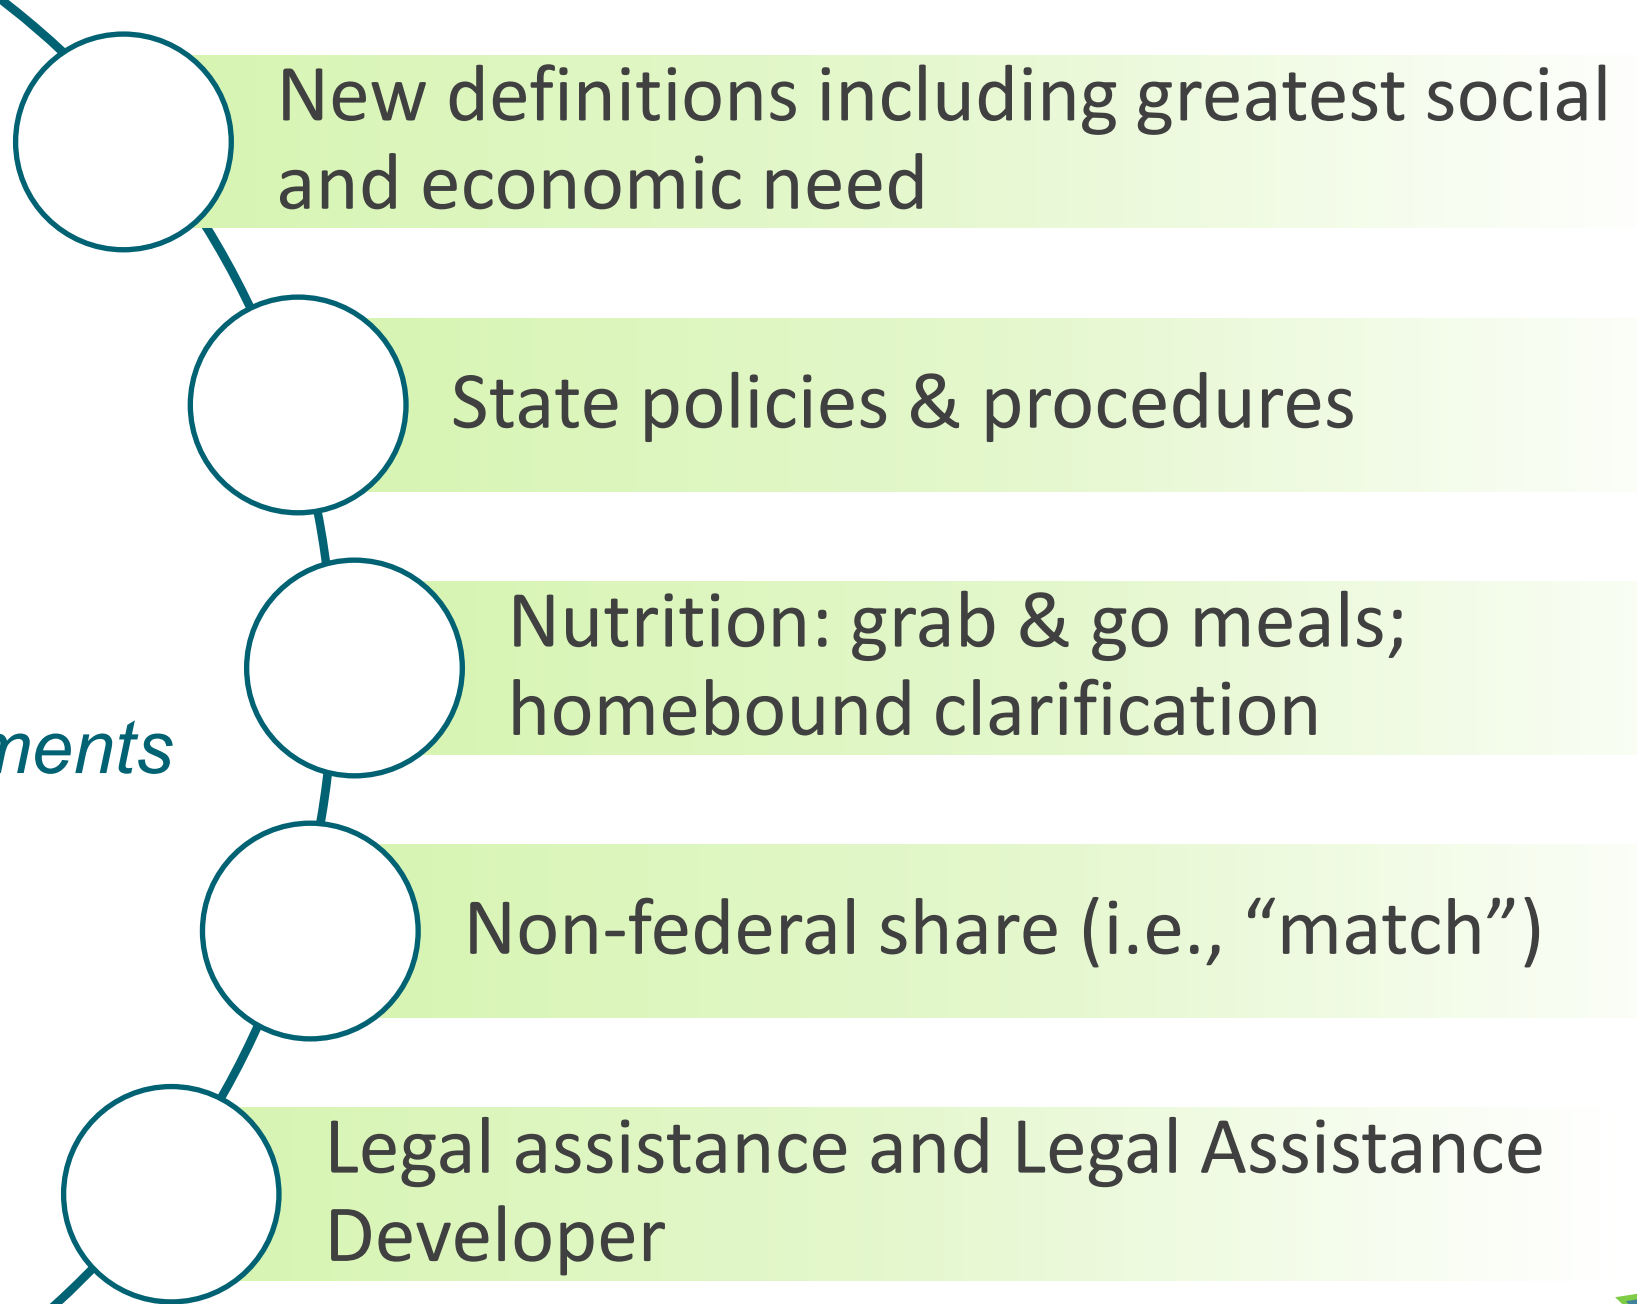 New definitions including greatest social
and economic need
State policies & procedures
Nutrition: grab & go meals;
homebound clarification
ments
Non-federal share (i.e., “match”)
Legal assistance and Legal Assistance
Developer